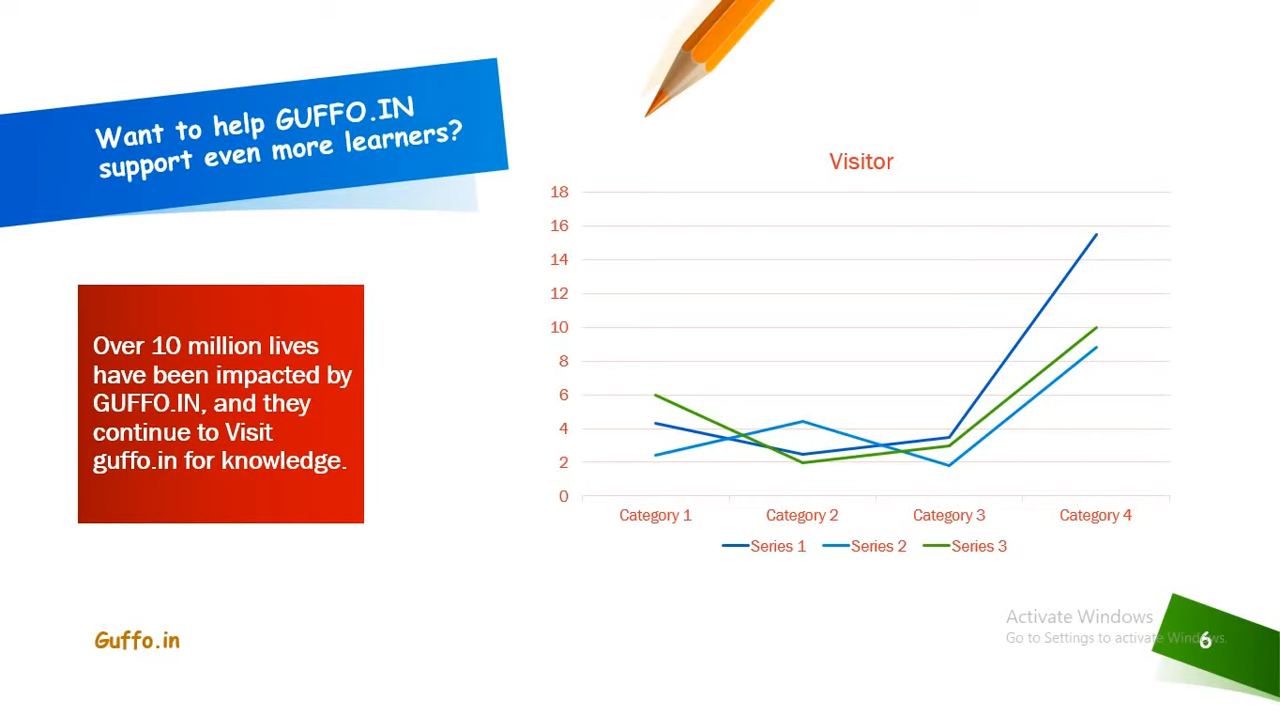 Want to help GUFFO.IN
support even more learners?
Over 10 million lives
have been impacted by
GUFFO.IN, and they
continue to Visit
guffo.in for knowledge.
Visitor
18
16
14
12
10
8
6
4
2
0
Category 1 Category 2 Category 3 Category 4
Series 1 Series 2 Series 3
Guffo.in
Activate Windows
Go to Settings to activate Windows.
6